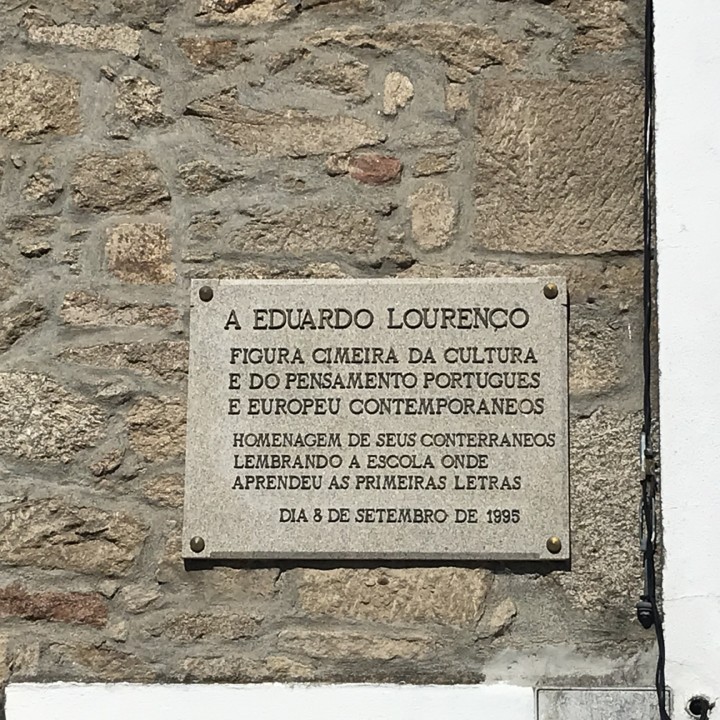 A EDUARDO LOURENÇO
FIGURA CIMEIRA DA CULTURA
E DO PENSAMENTO PORTUGUES
E EUROPEU CONTEMPORANEOS
HOMENAGEM DE SEUS CONTERRANEOS
LEMBRANDO A ESCOLA ONDE
APRENDEU AS PRIMEIRAS LETRAS
DIA 8 DE SETEMBRO DE 1995